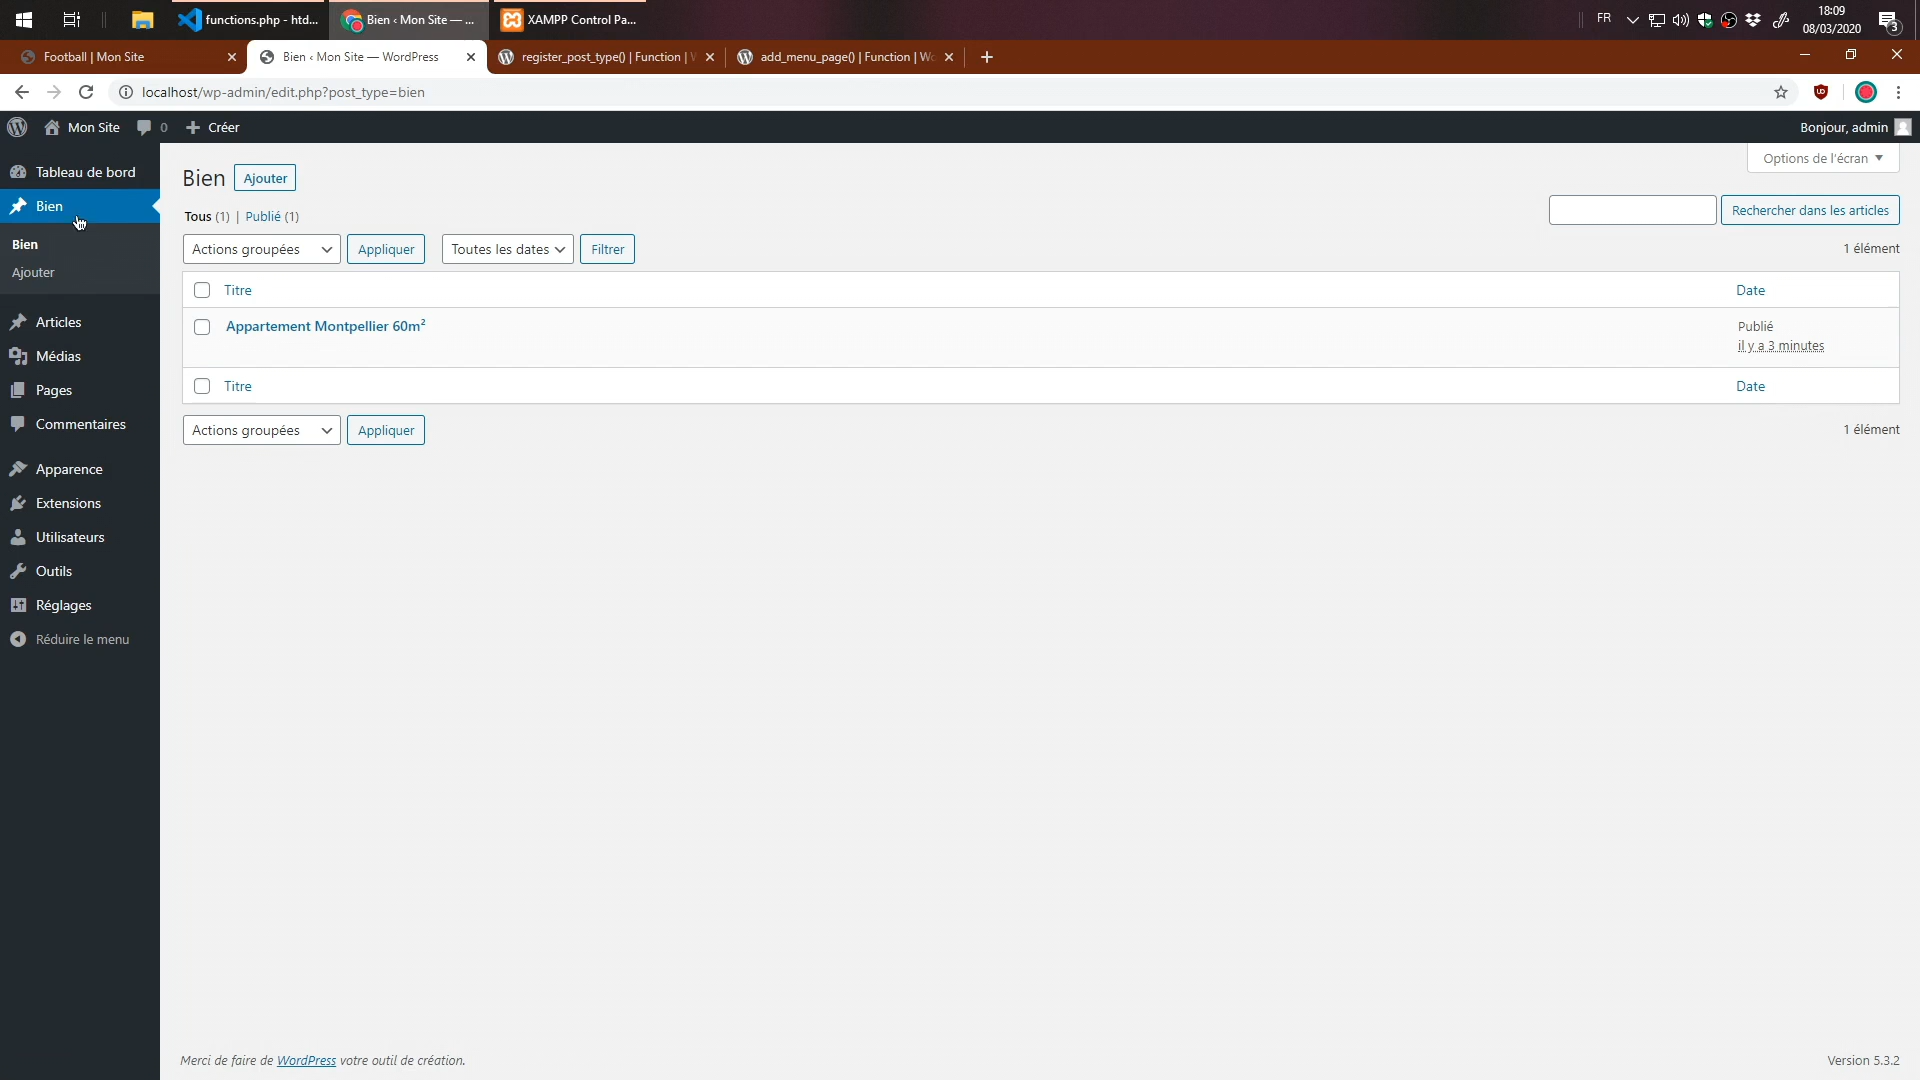 functions.php - htd...
Bien ‹ Mon Site — ...
XAMPP Control Pa...
FR
18:09
08/03/2020
3
Football | Mon Site
Bien ‹ Mon Site — WordPress
register_post_type() | Function |
add_menu_page() | Function | Wo
localhost/wp-admin/edit.php?post_type=bien
Mon Site
0
Créer
Bonjour, admin
Options de l'écran
Tableau de bord
Bien
Bien
Ajouter
Articles
Médias
Pages
Commentaires
Apparence
Extensions
Utilisateurs
Outils
Réglages
Réduire le menu
Bien
Ajouter
Tous (1) | Publié (1)
Rechercher dans les articles
Actions groupées
Appliquer
Toutes les dates
Filtrer
1 élément
Titre
Date
Appartement Montpellier 60m²
Publié
il y a 3 minutes
Titre
Date
Actions groupées
Appliquer
1 élément
Merci de faire de WordPress votre outil de création.
Version 5.3.2